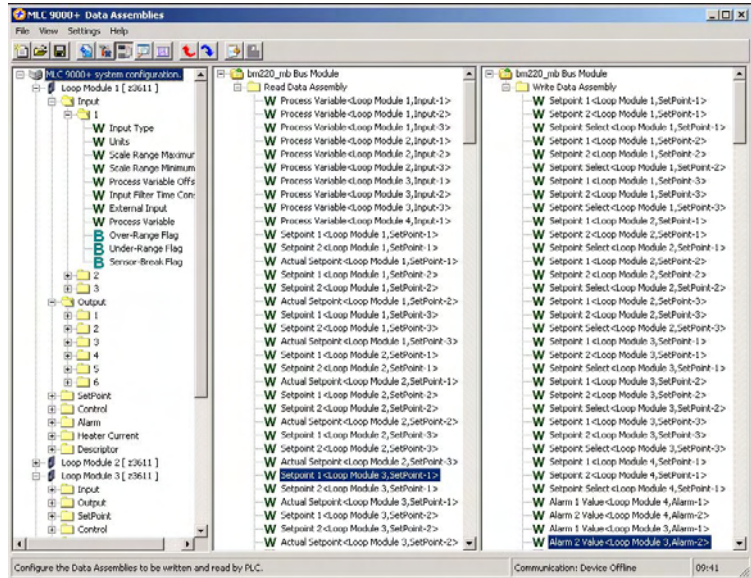 MLC 9000+ Data Assemblies
File View Settings Help
MLC 9000+ system configuration.
Loop Module 1 [ z3611 ]
Input
1
W Input Type
W Units
W Scale Range Maximur
W Scale Range Minimum
W Process Variable Offs
W Input Filter Time Cons
W External Input
W Process Variable
B Over-Range Flag
B Under-Range Flag
B Sensor-Break Flag
2
3
Output
1
2
3
4
5
6
SetPoint
Control
Alarm
Heater Current
Descriptor
Loop Module 2 [ z3611 ]
Loop Module 3 [ z3611 ]
Input
Output
SetPoint
Control
bm220_mb Bus Module
Read Data Assembly
W Process Variable<Loop Module 1,Input-1>
W Process Variable<Loop Module 1,Input-2>
W Process Variable<Loop Module 1,Input-3>
W Process Variable<Loop Module 2,Input-1>
W Process Variable<Loop Module 2,Input-2>
W Process Variable<Loop Module 2,Input-3>
W Process Variable<Loop Module 3,Input-1>
W Process Variable<Loop Module 3,Input-2>
W Process Variable<Loop Module 3,Input-3>
W Process Variable<Loop Module 4,Input-1>
W Setpoint 1<Loop Module 1,SetPoint-1>
W Setpoint 2<Loop Module 1,SetPoint-1>
W Actual Setpoint<Loop Module 1,SetPoint-1>
W Setpoint 1<Loop Module 1,SetPoint-2>
W Setpoint 2<Loop Module 1,SetPoint-2>
W Actual Setpoint<Loop Module 1,SetPoint-2>
W Setpoint 1<Loop Module 1,SetPoint-3>
W Setpoint 2<Loop Module 1,SetPoint-3>
W Actual Setpoint<Loop Module 1,SetPoint-3>
W Setpoint 1<Loop Module 2,SetPoint-1>
W Setpoint 2<Loop Module 2,SetPoint-1>
W Actual Setpoint<Loop Module 2,SetPoint-1>
W Setpoint 1<Loop Module 2,SetPoint-2>
W Setpoint 2<Loop Module 2,SetPoint-2>
W Actual Setpoint<Loop Module 2,SetPoint-2>
W Setpoint 1<Loop Module 2,SetPoint-3>
W Setpoint 2<Loop Module 2,SetPoint-3>
W Actual Setpoint<Loop Module 2,SetPoint-3>
W Setpoint 1<Loop Module 3,SetPoint-1>
W Setpoint 2<Loop Module 3,SetPoint-1>
W Actual Setpoint<Loop Module 3,SetPoint-1>
W Setpoint 1<Loop Module 3,SetPoint-2>
W Setpoint 2<Loop Module 3,SetPoint-2>
W Actual Setpoint<Loop Module 3,SetPoint-2>
bm220_mb Bus Module
Write Data Assembly
W Setpoint 1<Loop Module 1,SetPoint-1>
W Setpoint 2<Loop Module 1,SetPoint-1>
W Setpoint Select<Loop Module 1,SetPoint-1>
W Setpoint 1<Loop Module 1,SetPoint-2>
W Setpoint 2<Loop Module 1,SetPoint-2>
W Setpoint Select<Loop Module 1,SetPoint-2>
W Setpoint 1<Loop Module 1,SetPoint-3>
W Setpoint 2<Loop Module 1,SetPoint-3>
W Setpoint Select<Loop Module 1,SetPoint-3>
W Setpoint 1<Loop Module 2,SetPoint-1>
W Setpoint 2<Loop Module 2,SetPoint-1>
W Setpoint Select<Loop Module 2,SetPoint-1>
W Setpoint 1<Loop Module 2,SetPoint-2>
W Setpoint 2<Loop Module 2,SetPoint-2>
W Setpoint Select<Loop Module 2,SetPoint-2>
W Setpoint 1<Loop Module 2,SetPoint-3>
W Setpoint 2<Loop Module 2,SetPoint-3>
W Setpoint Select<Loop Module 2,SetPoint-3>
W Setpoint 1<Loop Module 3,SetPoint-1>
W Setpoint 2<Loop Module 3,SetPoint-1>
W Setpoint Select<Loop Module 3,SetPoint-1>
W Setpoint 1<Loop Module 3,SetPoint-2>
W Setpoint 2<Loop Module 3,SetPoint-2>
W Setpoint Select<Loop Module 3,SetPoint-2>
W Setpoint 1<Loop Module 3,SetPoint-3>
W Setpoint 2<Loop Module 3,SetPoint-3>
W Setpoint Select<Loop Module 3,SetPoint-3>
W Setpoint 1<Loop Module 4,SetPoint-1>
W Setpoint 2<Loop Module 4,SetPoint-1>
W Setpoint Select<Loop Module 4,SetPoint-1>
W Alarm 1 Value<Loop Module 4,Alarm-1>
W Alarm 2 Value<Loop Module 4,Alarm-2>
W Alarm 1 Value<Loop Module 3,Alarm-1>
W Alarm 2 Value<Loop Module 3,Alarm-2>
Configure the Data Assemblies to be written and read by PLC.
Communication: Device Offline
09:41